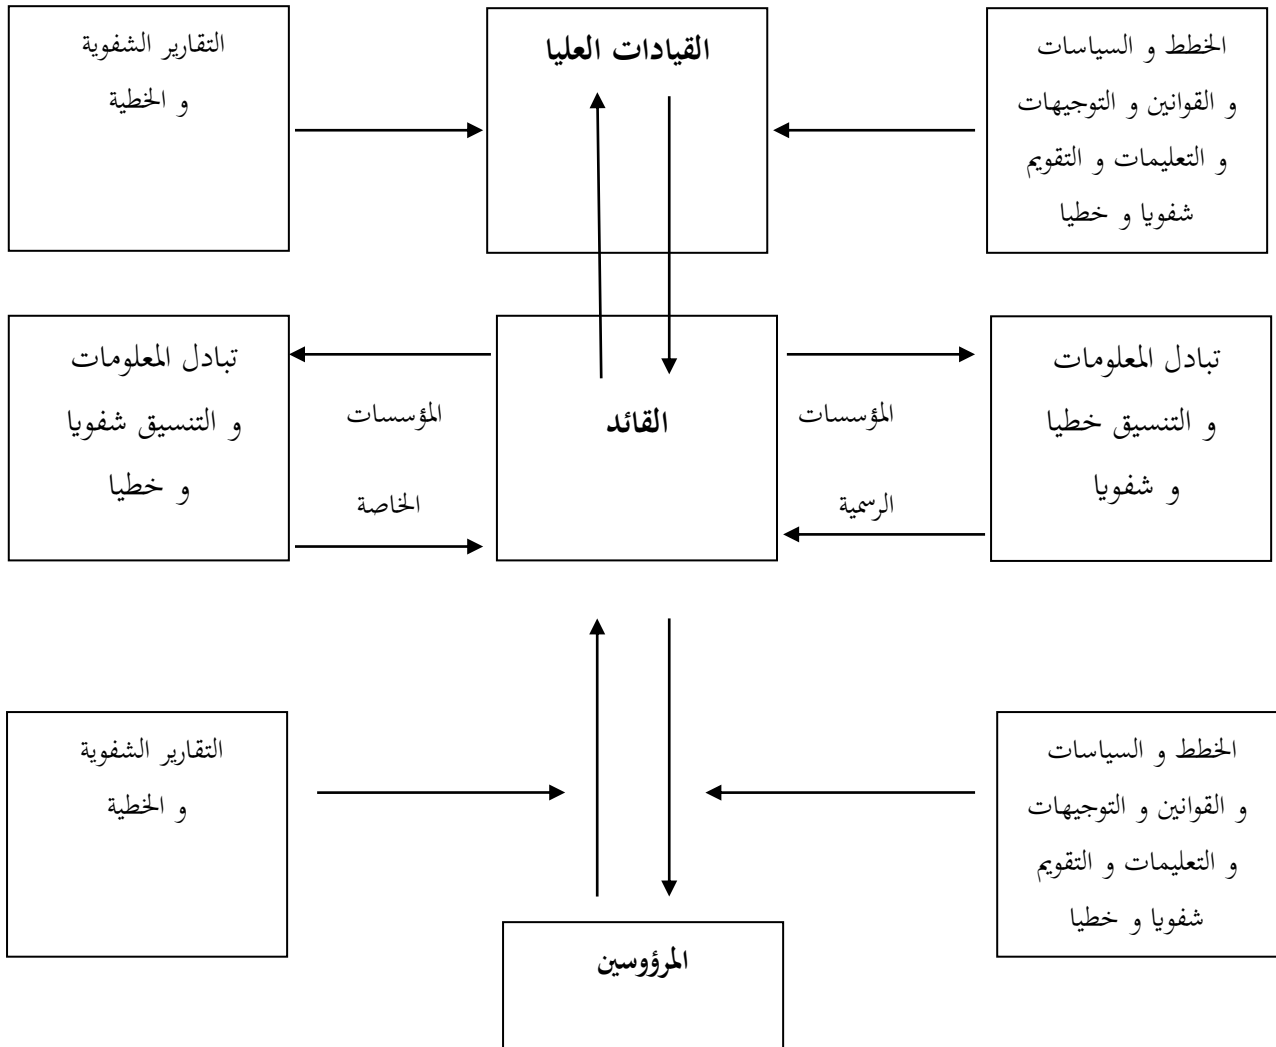 الخطط و السياسات
و القوانين و التوجيهات
و التعليمات و التقويم
شفويا و خطيا
القيادات العليا
التقارير الشفوية
و الخطية
تبادل المعلومات
و التنسيق خطيا
و شفويا
المؤسسات
الرسمية
القائد
المؤسسات
الخاصة
تبادل المعلومات
و التنسيق شفويا
و خطيا
الخطط و السياسات
و القوانين و التوجيهات
و التعليمات و التقويم
شفويا و خطيا
التقارير الشفوية
و الخطية
المرؤوسين